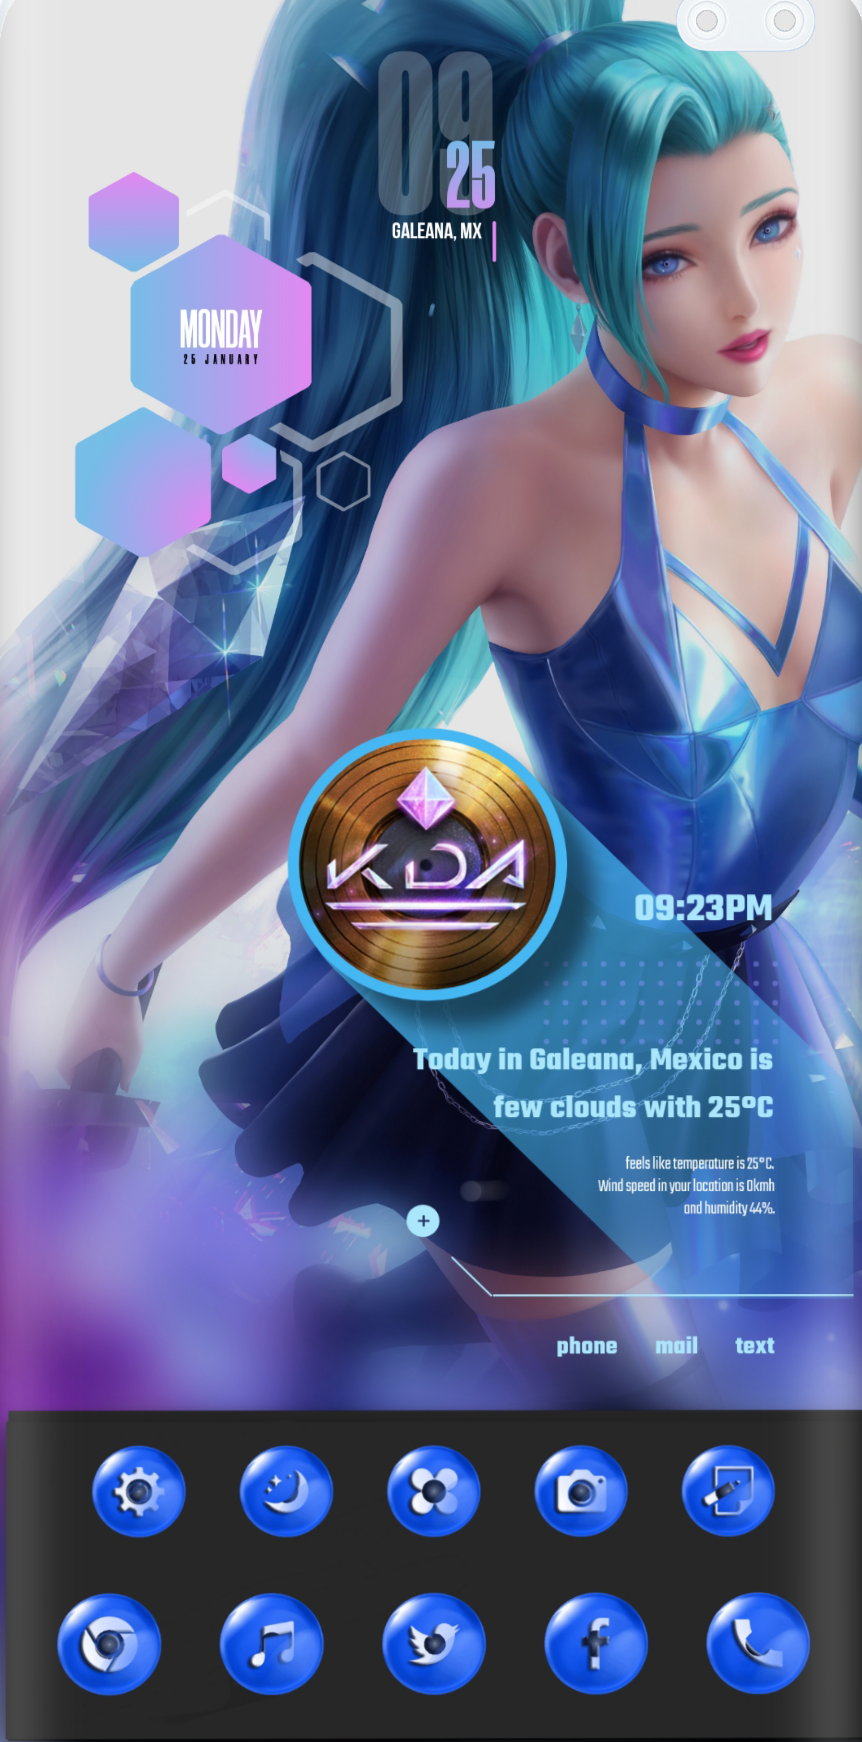 09
25
GALEANA, MX
MONDAY
25 JANUARY
KDA
09:23PM
Today in Galeana, Mexico is
few clouds with 25°C
feels like temperature is 25°C.
Wind speed in your location is 0kmh
and humidity 44%.
+
phone mail text